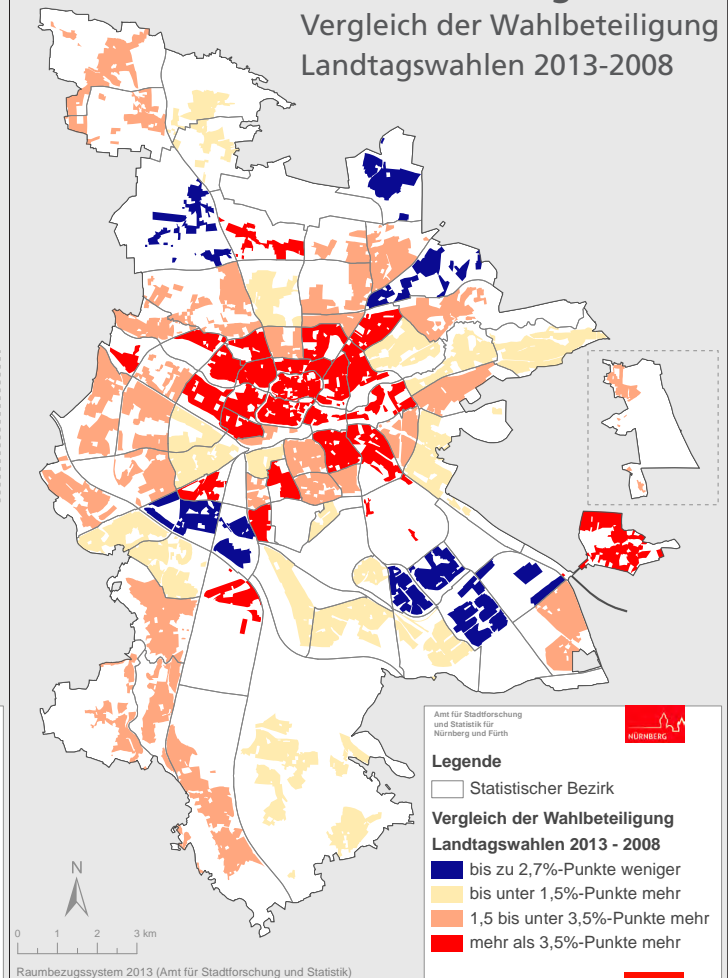 Vergleich der Wahlbeteiligung
Landtagswahlen 2013-2008
Amt für Stadtforschung
und Statistik für
Nürnberg und Fürth
NÜRNBERG
Legende
Statistischer Bezirk
Vergleich der Wahlbeteiligung
Landtagswahlen 2013 - 2008
bis zu 2,7%-Punkte weniger
bis unter 1,5%-Punkte mehr
1,5 bis unter 3,5%-Punkte mehr
mehr als 3,5%-Punkte mehr
N
0 1 2 3 km
Raumbezugssystem 2013 (Amt für Stadtforschung und Statistik)